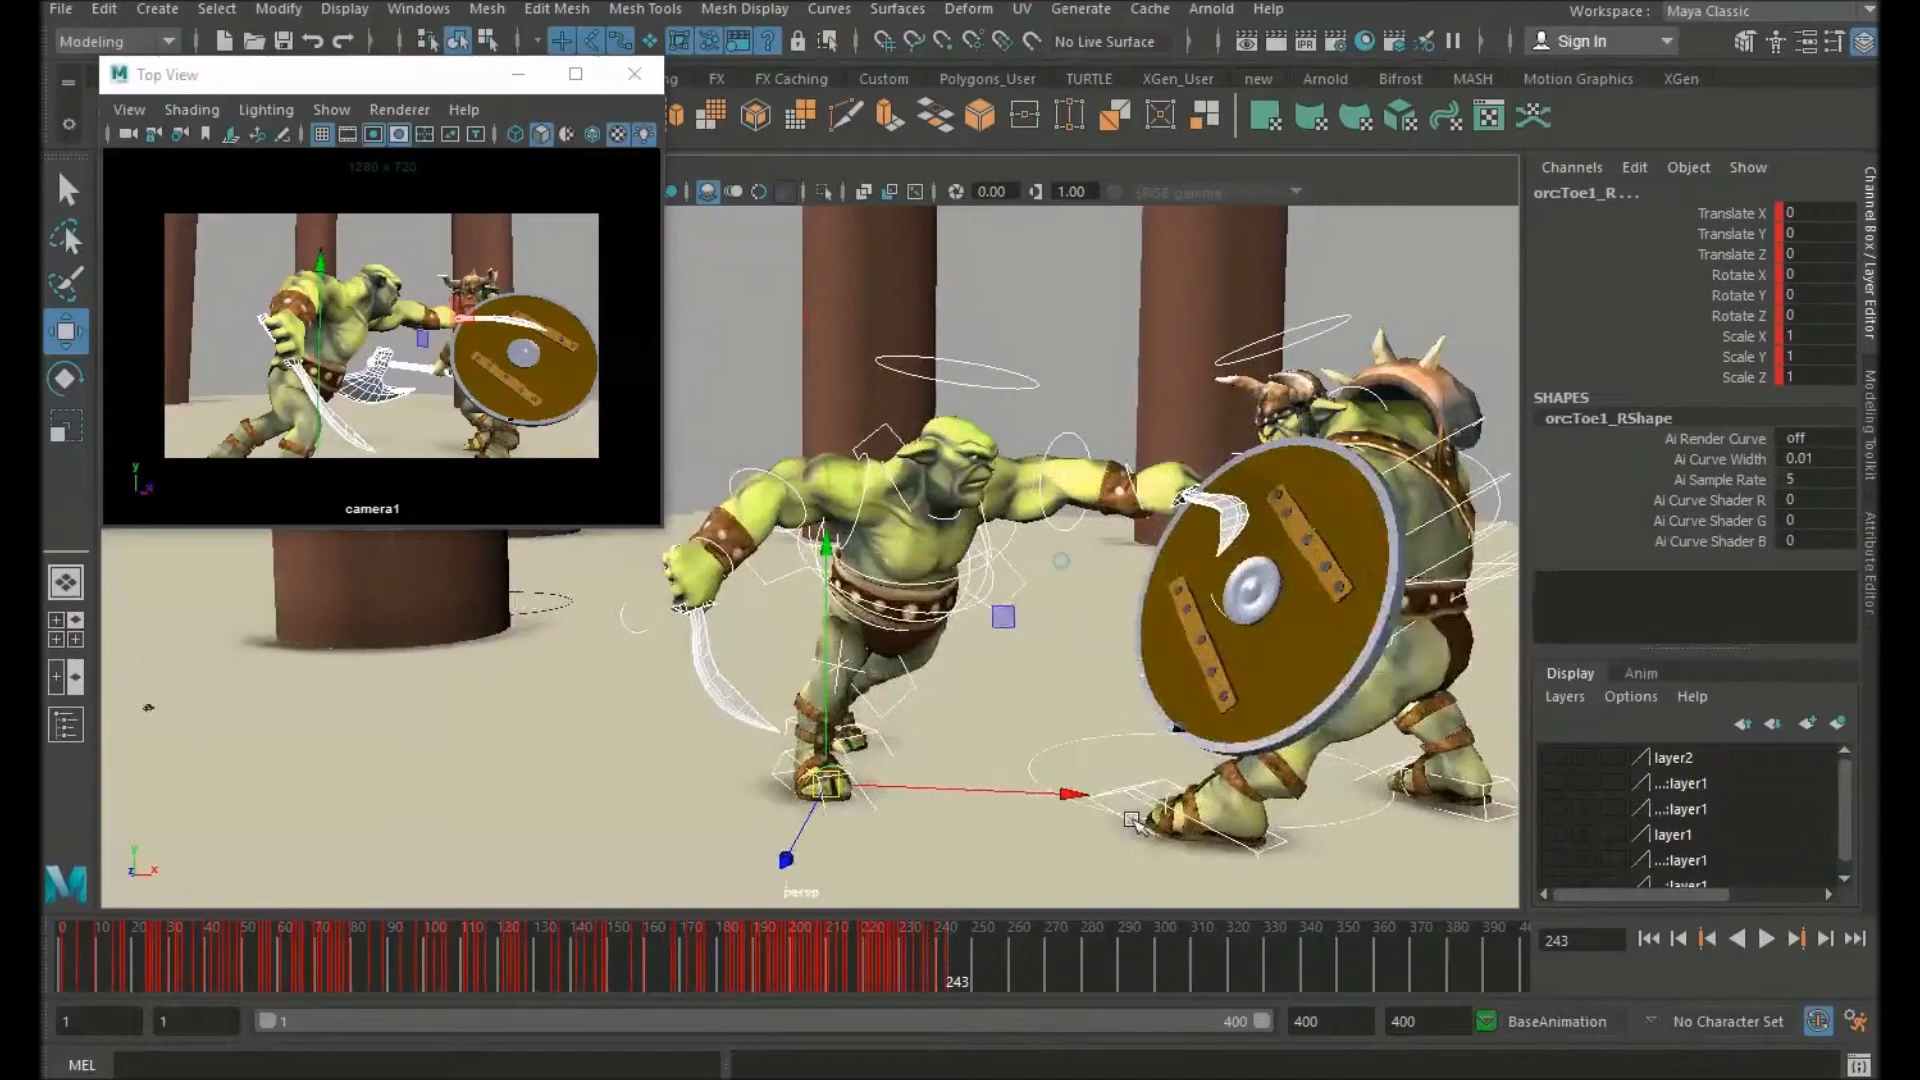 File Edit Create Select Modify Display Windows Mesh Edit Mesh Mesh Tools Mesh Display Curves Surfaces Deform UV Generate Cache Arnold Help
Workspace : Maya Classic
Modeling
No Live Surface
Sign In
Top View
FX FX Caching Custom Polygons_User TURTLE XGen_User new Arnold Bifrost MASH Motion Graphics XGen
View Shading Lighting Show Renderer Help
1280 x 720
0.00
1.00
sRGB gamma
camera1
persp
Channels Edit Object Show
orc:Toe1_R...
Translate X 0
Translate Y 0
Translate Z 0
Rotate X 0
Rotate Y 0
Rotate Z 0
Scale X 1
Scale Y 1
Scale Z 1
SHAPES
orc:Toe1_RShape
Ai Render Curve off
Ai Curve Width 0.01
Ai Sample Rate 5
Ai Curve Shader R 0
Ai Curve Shader G 0
Ai Curve Shader B 0
Channel Box / Layer Editor
Modeling Toolkit
Attribute Editor
Display Anim
Layers Options Help
layer2
...:layer1
...:layer1
layer1
...:layer1
0 10 20 30 40 50 60 70 80 90 100 110 120 130 140 150 160 170 180 190 200 210 220 230 240 250 260 270 280 290 300 310 320 330 340 350 360 370 380 390
243
243
1
1
1
400
400
400
BaseAnimation
No Character Set
MEL